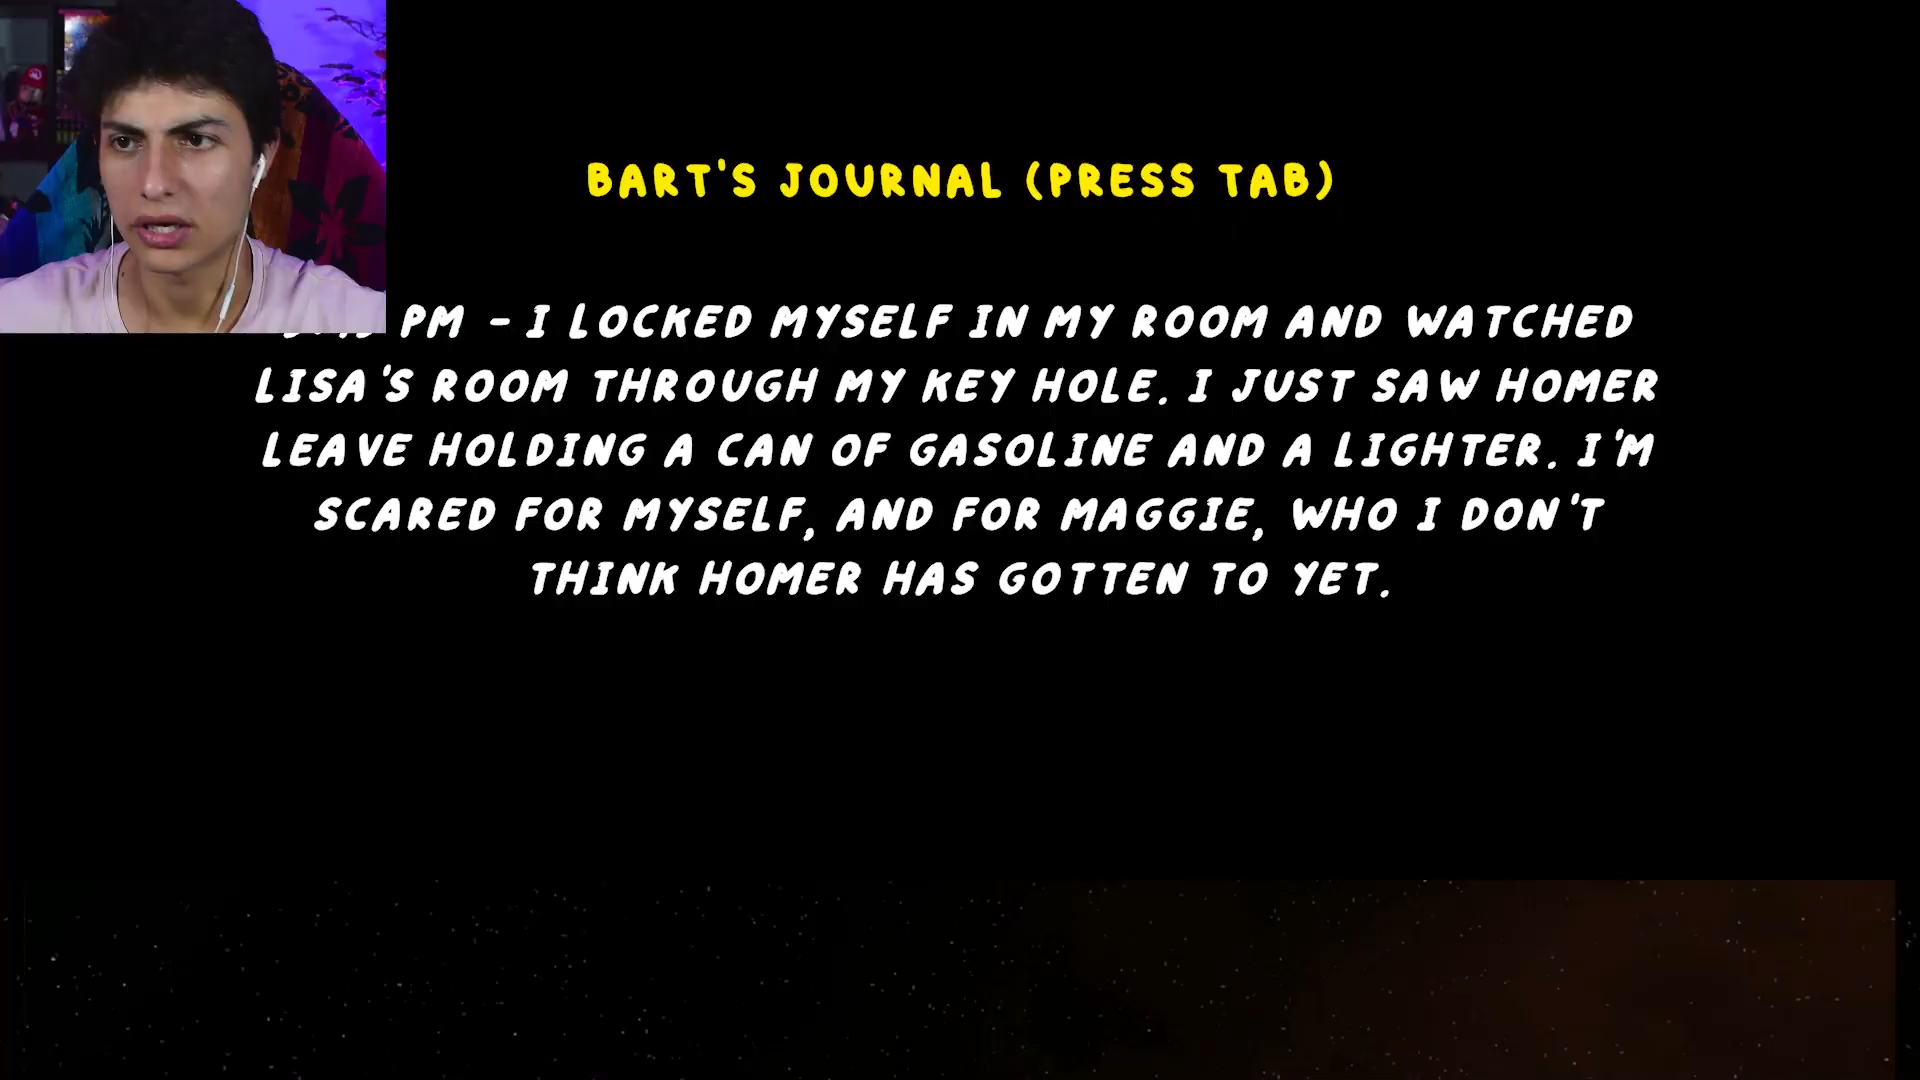 BART'S JOURNAL (PRESS TAB)
PM - I LOCKED MYSELF IN MY ROOM AND WATCHED
LISA'S ROOM THROUGH MY KEY HOLE. I JUST SAW HOMER
LEAVE HOLDING A CAN OF GASOLINE AND A LIGHTER. I'M
SCARED FOR MYSELF, AND FOR MAGGIE, WHO I DON'T
THINK HOMER HAS GOTTEN TO YET.